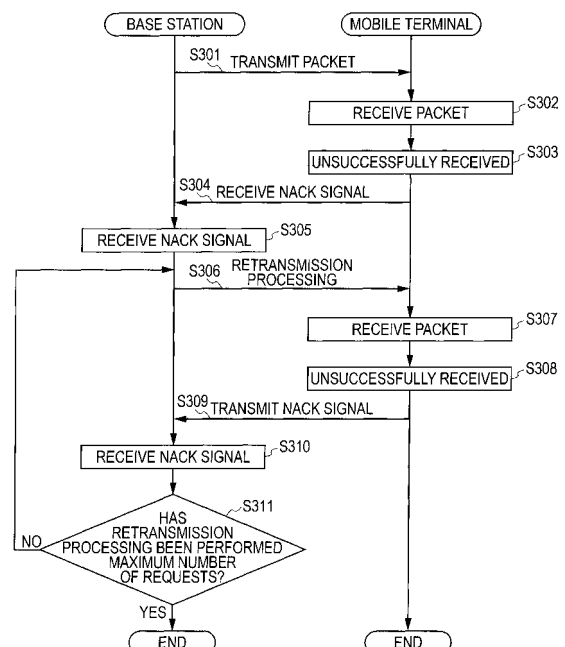 BASE STATION
MOBILE TERMINAL
S301
TRANSMIT PACKET
S302
RECEIVE PACKET
UNSUCCESSFULLY RECEIVED
S303
S304
RECEIVE NACK SIGNAL
RECEIVE NACK SIGNAL
S305
S306
RETRANSMISSION
PROCESSING
S307
RECEIVE PACKET
UNSUCCESSFULLY RECEIVED
S308
S309
TRANSMIT NACK SIGNAL
RECEIVE NACK SIGNAL
S310
S311
HAS
RETRANSMISSION
PROCESSING BEEN PERFORMED
MAXIMUM NUMBER
OF REQUESTS?
NO
YES
END
END